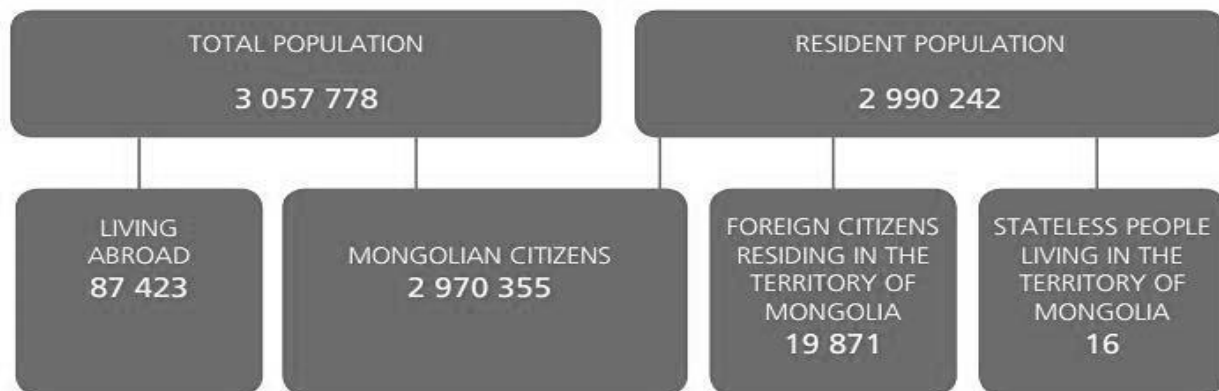 TOTAL POPULATION
3 057 778
RESIDENT POPULATION
2 990 242
LIVING
ABROAD
87 423
MONGOLIAN CITIZENS
2 970 355
FOREIGN CITIZENS
RESIDING IN THE
TERRITORY OF
MONGOLIA
19 871
STATELESS PEOPLE
LIVING IN THE
TERRITORY OF
MONGOLIA
16